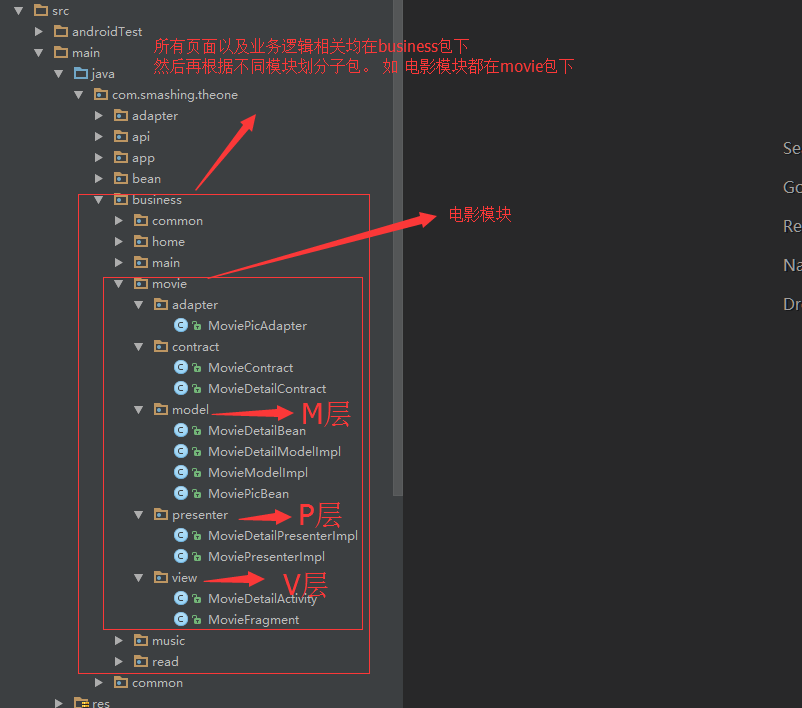 src
androidTest
main
所有页面以及业务逻辑相关均在business包下
然后再根据不同模块划分子包。 如 电影模块都在movie包下
java
com.smashing.theone
adapter
api
app
bean
business
common
电影模块
home
main
movie
adapter
MoviePicAdapter
contract
MovieContract
MovieDetailContract
model
M层
MovieDetailBean
MovieDetailModelImpl
MovieModelImpl
MoviePicBean
presenter
P层
MovieDetailPresenterImpl
MoviePresenterImpl
view
V层
MovieDetailActivity
MovieFragment
music
read
common
res
Se
Go
Re
Na
Dr